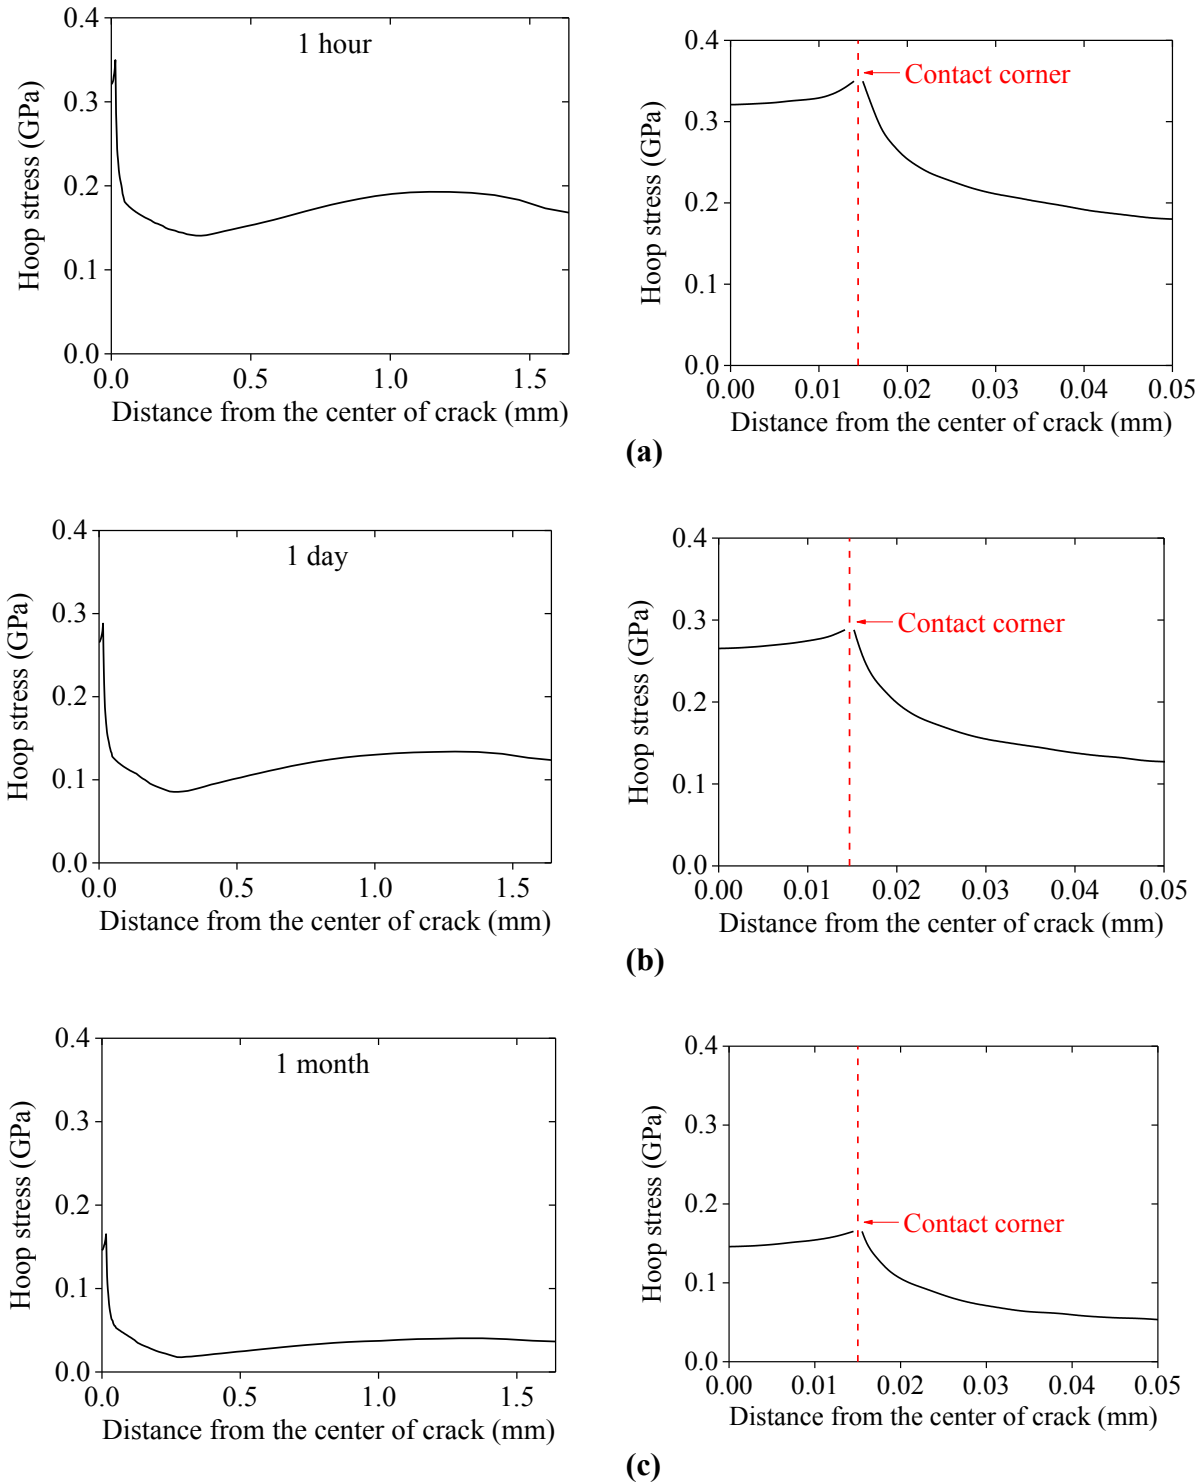 1 hour
Hoop stress (GPa)
0.4
0.3
0.2
0.1
0.0
0.0 0.5 1.0 1.5
Distance from the center of crack (mm)
Contact corner
Hoop stress (GPa)
0.4
0.3
0.2
0.1
0.0
0.00 0.01 0.02 0.03 0.04 0.05
Distance from the center of crack (mm)
(a)
1 day
Hoop stress (GPa)
0.4
0.3
0.2
0.1
0.0
0.0 0.5 1.0 1.5
Distance from the center of crack (mm)
Contact corner
Hoop stress (GPa)
0.4
0.3
0.2
0.1
0.0
0.00 0.01 0.02 0.03 0.04 0.05
Distance from the center of crack (mm)
(b)
1 month
Hoop stress (GPa)
0.4
0.3
0.2
0.1
0.0
0.0 0.5 1.0 1.5
Distance from the center of crack (mm)
Contact corner
Hoop stress (GPa)
0.4
0.3
0.2
0.1
0.0
0.00 0.01 0.02 0.03 0.04 0.05
Distance from the center of crack (mm)
(c)